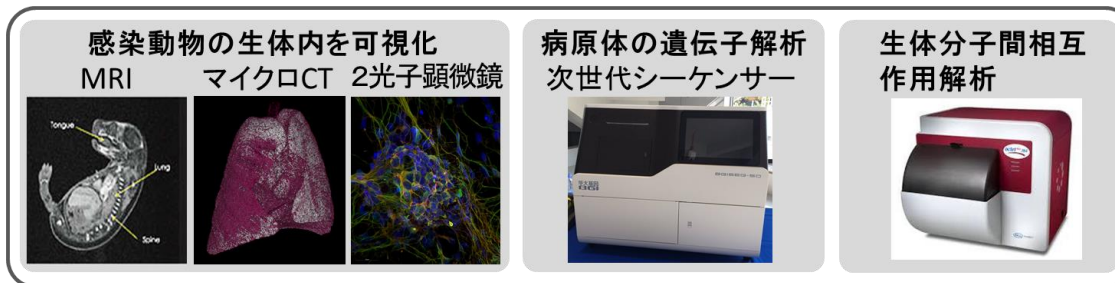 感染動物の生体内を可視化
MRI
マイクロCT
2光子顕微鏡
Tongue
Lung
Spine
病原体の遺伝子解析
次世代シーケンサー
生体分子間相互
作用解析